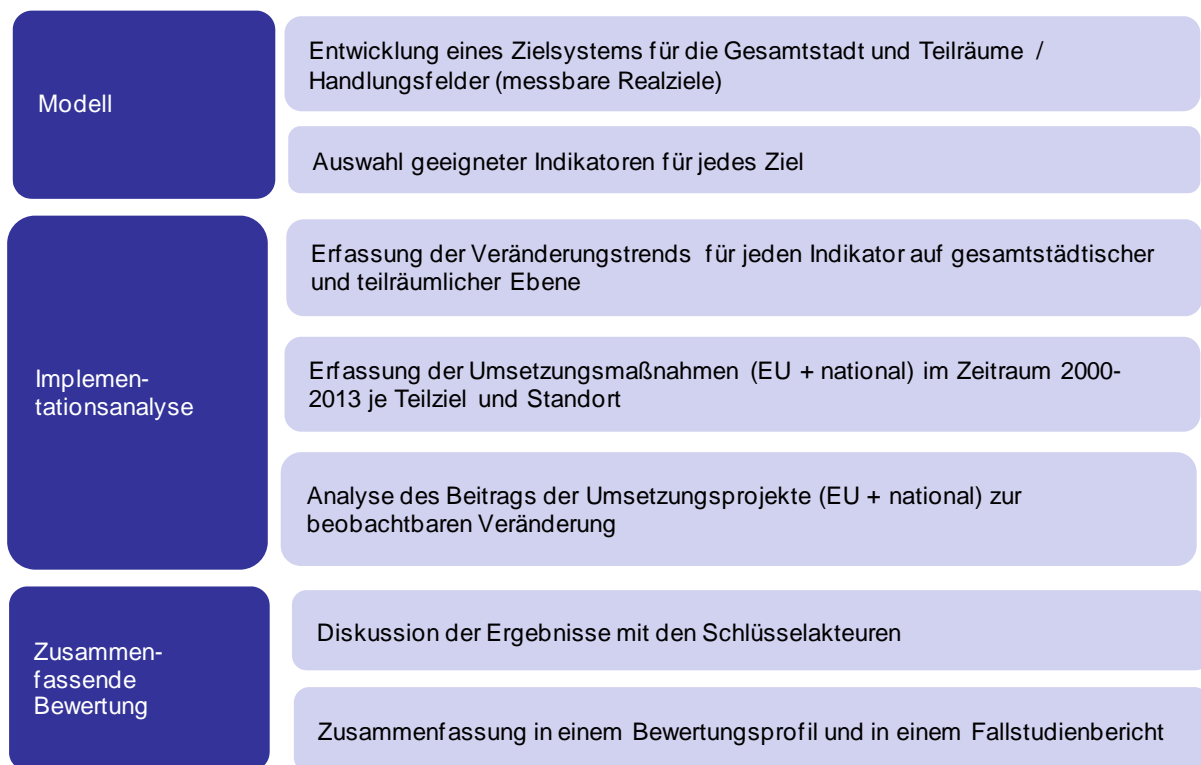 Modell
Entwicklung eines Zielsystems für die Gesamtstadt und Teilräume /
Handlungsfelder (messbare Realziele)
Auswahl geeigneter Indikatoren für jedes Ziel
Implemen-
tationsanalyse
Erfassung der Veränderungstrends für jeden Indikator auf gesamtstädtischer
und teilräumlicher Ebene
Erfassung der Umsetzungsmaßnahmen (EU + national) im Zeitraum 2000-
2013 je Teilziel und Standort
Analyse des Beitrags der Umsetzungsprojekte (EU + national) zur
beobachtbaren Veränderung
Zusammen-
fassende
Bewertung
Diskussion der Ergebnisse mit den Schlüsselakteuren
Zusammenfassung in einem Bewertungsprofil und in einem Fallstudienbericht